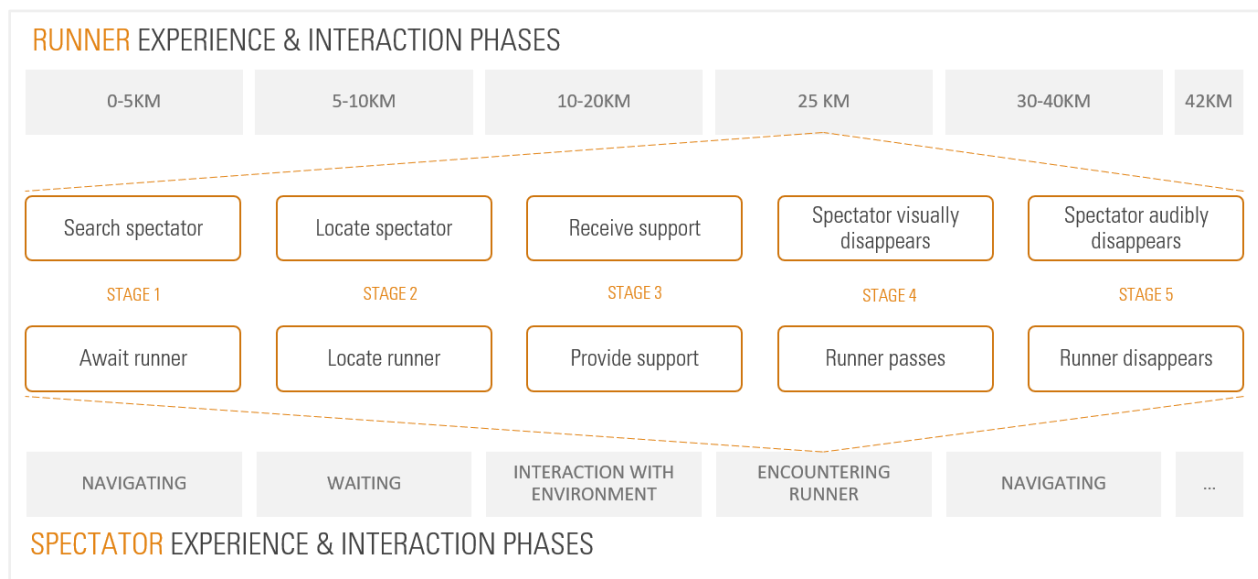 RUNNER EXPERIENCE & INTERACTION PHASES
0-5KM
5-10KM
10-20KM
25 KM
30-40KM
42KM
Search spectator
Locate spectator
Receive support
Spectator visually
disappears
Spectator audibly
disappears
STAGE 1
STAGE 2
STAGE 3
STAGE 4
STAGE 5
Await runner
Locate runner
Provide support
Runner passes
Runner disappears
NAVIGATING
WAITING
INTERACTION WITH
ENVIRONMENT
ENCOUNTERING
RUNNER
NAVIGATING
...
SPECTATOR EXPERIENCE & INTERACTION PHASES